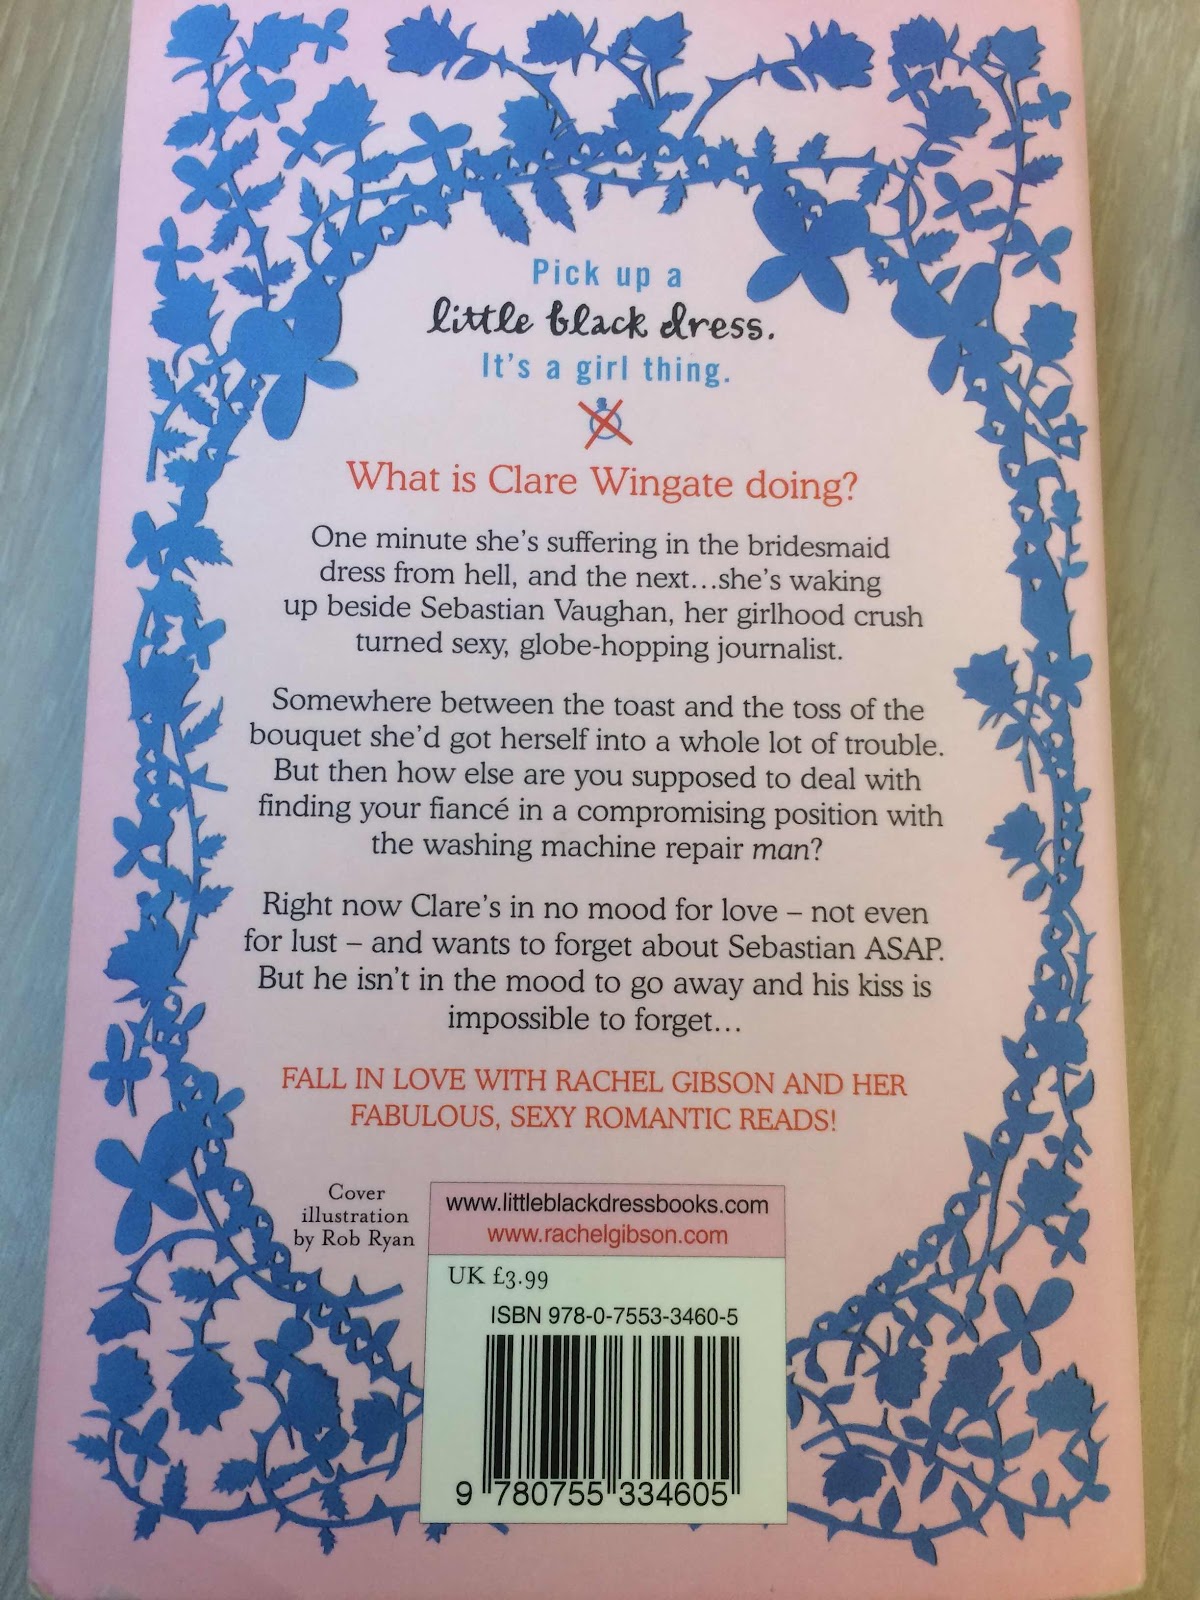 Pick up a
little black dress.
It's a girl thing.
What is Clare Wingate doing?
One minute she's suffering in the bridesmaid
dress from hell, and the next...she's waking
up beside Sebastian Vaughan, her girlhood crush
turned sexy, globe-hopping journalist.
Somewhere between the toast and the toss of the
bouquet she'd got herself into a whole lot of trouble.
But then how else are you supposed to deal with
finding your fiancé in a compromising position with
the washing machine repair man?
Right now Clare's in no mood for love – not even
for lust – and wants to forget about Sebastian ASAP.
But he isn't in the mood to go away and his kiss is
impossible to forget...
FALL IN LOVE WITH RACHEL GIBSON AND HER
FABULOUS, SEXY ROMANTIC READS!
Cover
illustration
by Rob Ryan
www.littleblackdressbooks.com
www.rachelgibson.com
UK £3.99
ISBN 978-0-7553-3460-5
9 780755 334605